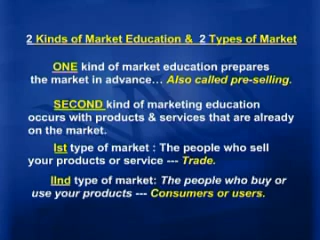 2 Kinds of Market Education & 2 Types of Market
ONE kind of market education prepares
the market in advance… Also called pre-selling.
SECOND kind of marketing education
occurs with products & services that are already
on the market.
Ist type of market : The people who sell
your products or service --- Trade.
IInd type of market: The people who buy or
use your products --- Consumers or users.